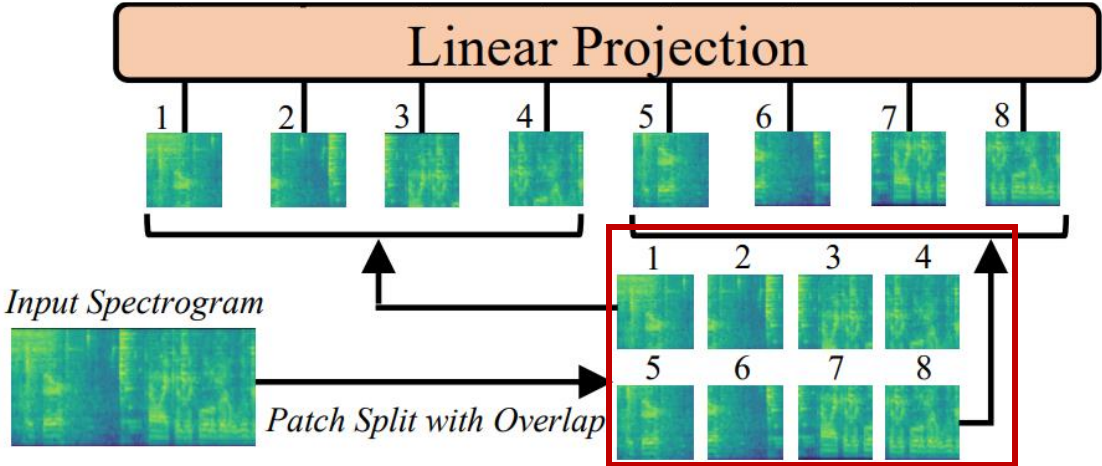 Linear Projection
1 2 3 4 5 6 7 8
1 2 3 4
Input Spectrogram
5 6 7 8
Patch Split with Overlap